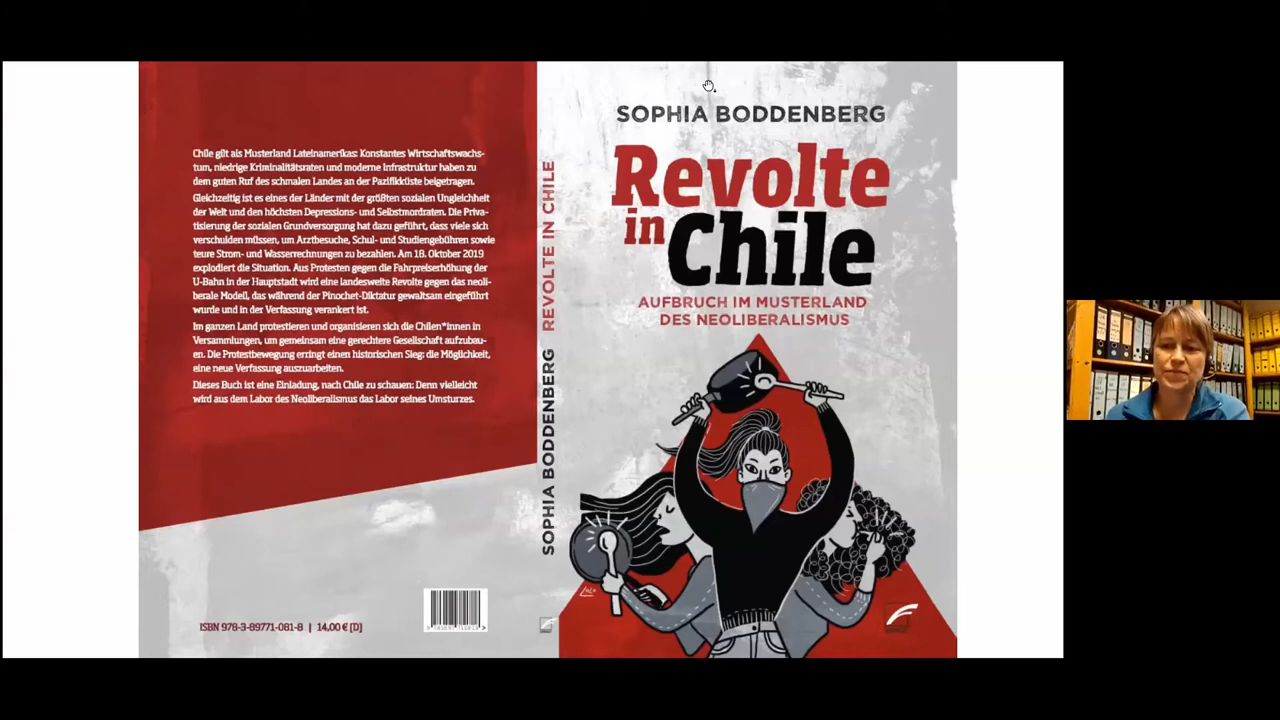 Chile gilt als Musterland Lateinamerikas: Konstantes Wirtschaftswachs-
tum, niedrige Kriminalitätsraten und moderne Infrastruktur haben zu
dem guten Ruf des schmalen Landes an der Pazifikküste beigetragen.
Gleichzeitig ist es eines der Länder mit der größten sozialen Ungleichheit
der Welt und den höchsten Depressions- und Selbstmordraten. Die Priva-
tisierung der sozialen Grundversorgung hat dazu geführt, dass viele sich
verschulden müssen, um Arztbesuche, Schul- und Studiengebühren sowie
teure Strom- und Wasserrechnungen zu bezahlen. Am 18. Oktober 2019
explodiert die Situation. Aus Protesten gegen die Fahrpreiserhöhung der
U-Bahn in der Hauptstadt wird eine landesweite Revolte gegen das neoli-
berale Modell, das während der Pinochet-Diktatur gewaltsam eingeführt
wurde und in der Verfassung verankert ist.
Im ganzen Land protestieren und organisieren sich die Chilen*innen in
Versammlungen, um gemeinsam eine gerechtere Gesellschaft aufzubau-
en. Die Protestbewegung erringt einen historischen Sieg: die Möglichkeit,
eine neue Verfassung auszuarbeiten.
Dieses Buch ist eine Einladung, nach Chile zu schauen: Denn vielleicht
wird aus dem Labor des Neoliberalismus das Labor seines Umsturzes.
ISBN 978-3-89771-081-8 | 14,00 € [D]
SOPHIA BODDENBERG REVOLTE IN CHILE
SOPHIA BODDENBERG
Revolte
in Chile
AUFBRUCH IM MUSTERLAND
DES NEOLIBERALISMUS